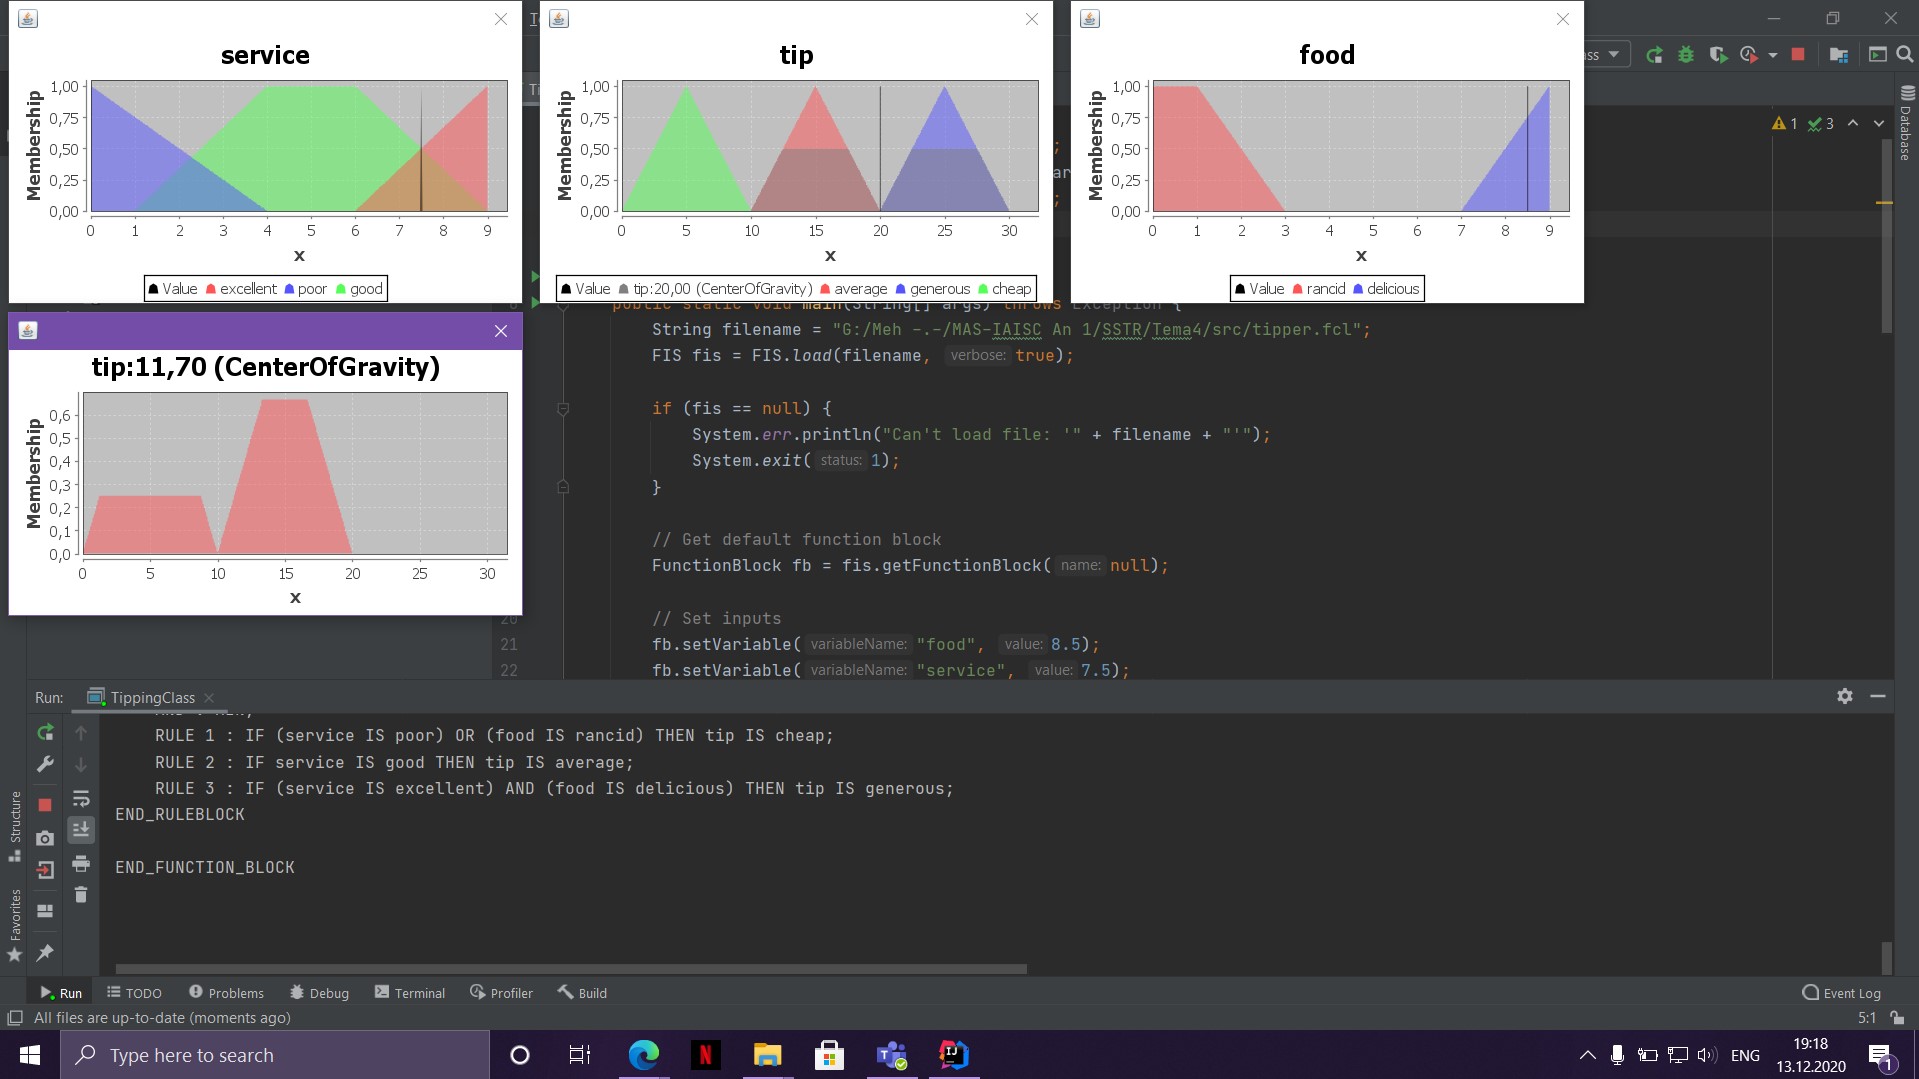 service
Membership
1,00
0,75
0,50
0,25
0,00
0 1 2 3 4 5 6 7 8 9
x
Value excellent poor good
tip
Membership
1,00
0,75
0,50
0,25
0,00
0 5 10 15 20 25 30
x
Value tip:20,00 (CenterOfGravity) average generous cheap
food
Membership
1,00
0,75
0,50
0,25
0,00
0 1 2 3 4 5 6 7 8 9
x
Value rancid delicious
tip:11,70 (CenterOfGravity)
Membership
0,6
0,5
0,4
0,3
0,2
0,1
0,0
0 5 10 15 20 25 30
x
1 3
Database
public static void main(String[] args) throws Exception {
String filename = "G:/Meh -.-/MAS-IAISC An 1/SSTR/Tema4/src/tipper.fcl";
FIS fis = FIS.load(filename, verbose: true);
if (fis == null) {
System.err.println("Can't load file: '" + filename + "'");
System.exit( status: 1);
}
// Get default function block
FunctionBlock fb = fis.getFunctionBlock( name: null);
20 // Set inputs
21 fb.setVariable( variableName: "food", value: 8.5);
22 fb.setVariable( variableName: "service", value: 7.5);
Run: TippingClass
RULE 1 : IF (service IS poor) OR (food IS rancid) THEN tip IS cheap;
RULE 2 : IF service IS good THEN tip IS average;
RULE 3 : IF (service IS excellent) AND (food IS delicious) THEN tip IS generous;
END_RULEBLOCK
END_FUNCTION_BLOCK
Structure
Favorites
Run TODO Problems Debug Terminal Profiler Build Event Log
All files are up-to-date (moments ago) 5:1
Type here to search
ENG
19:18
13.12.2020
1